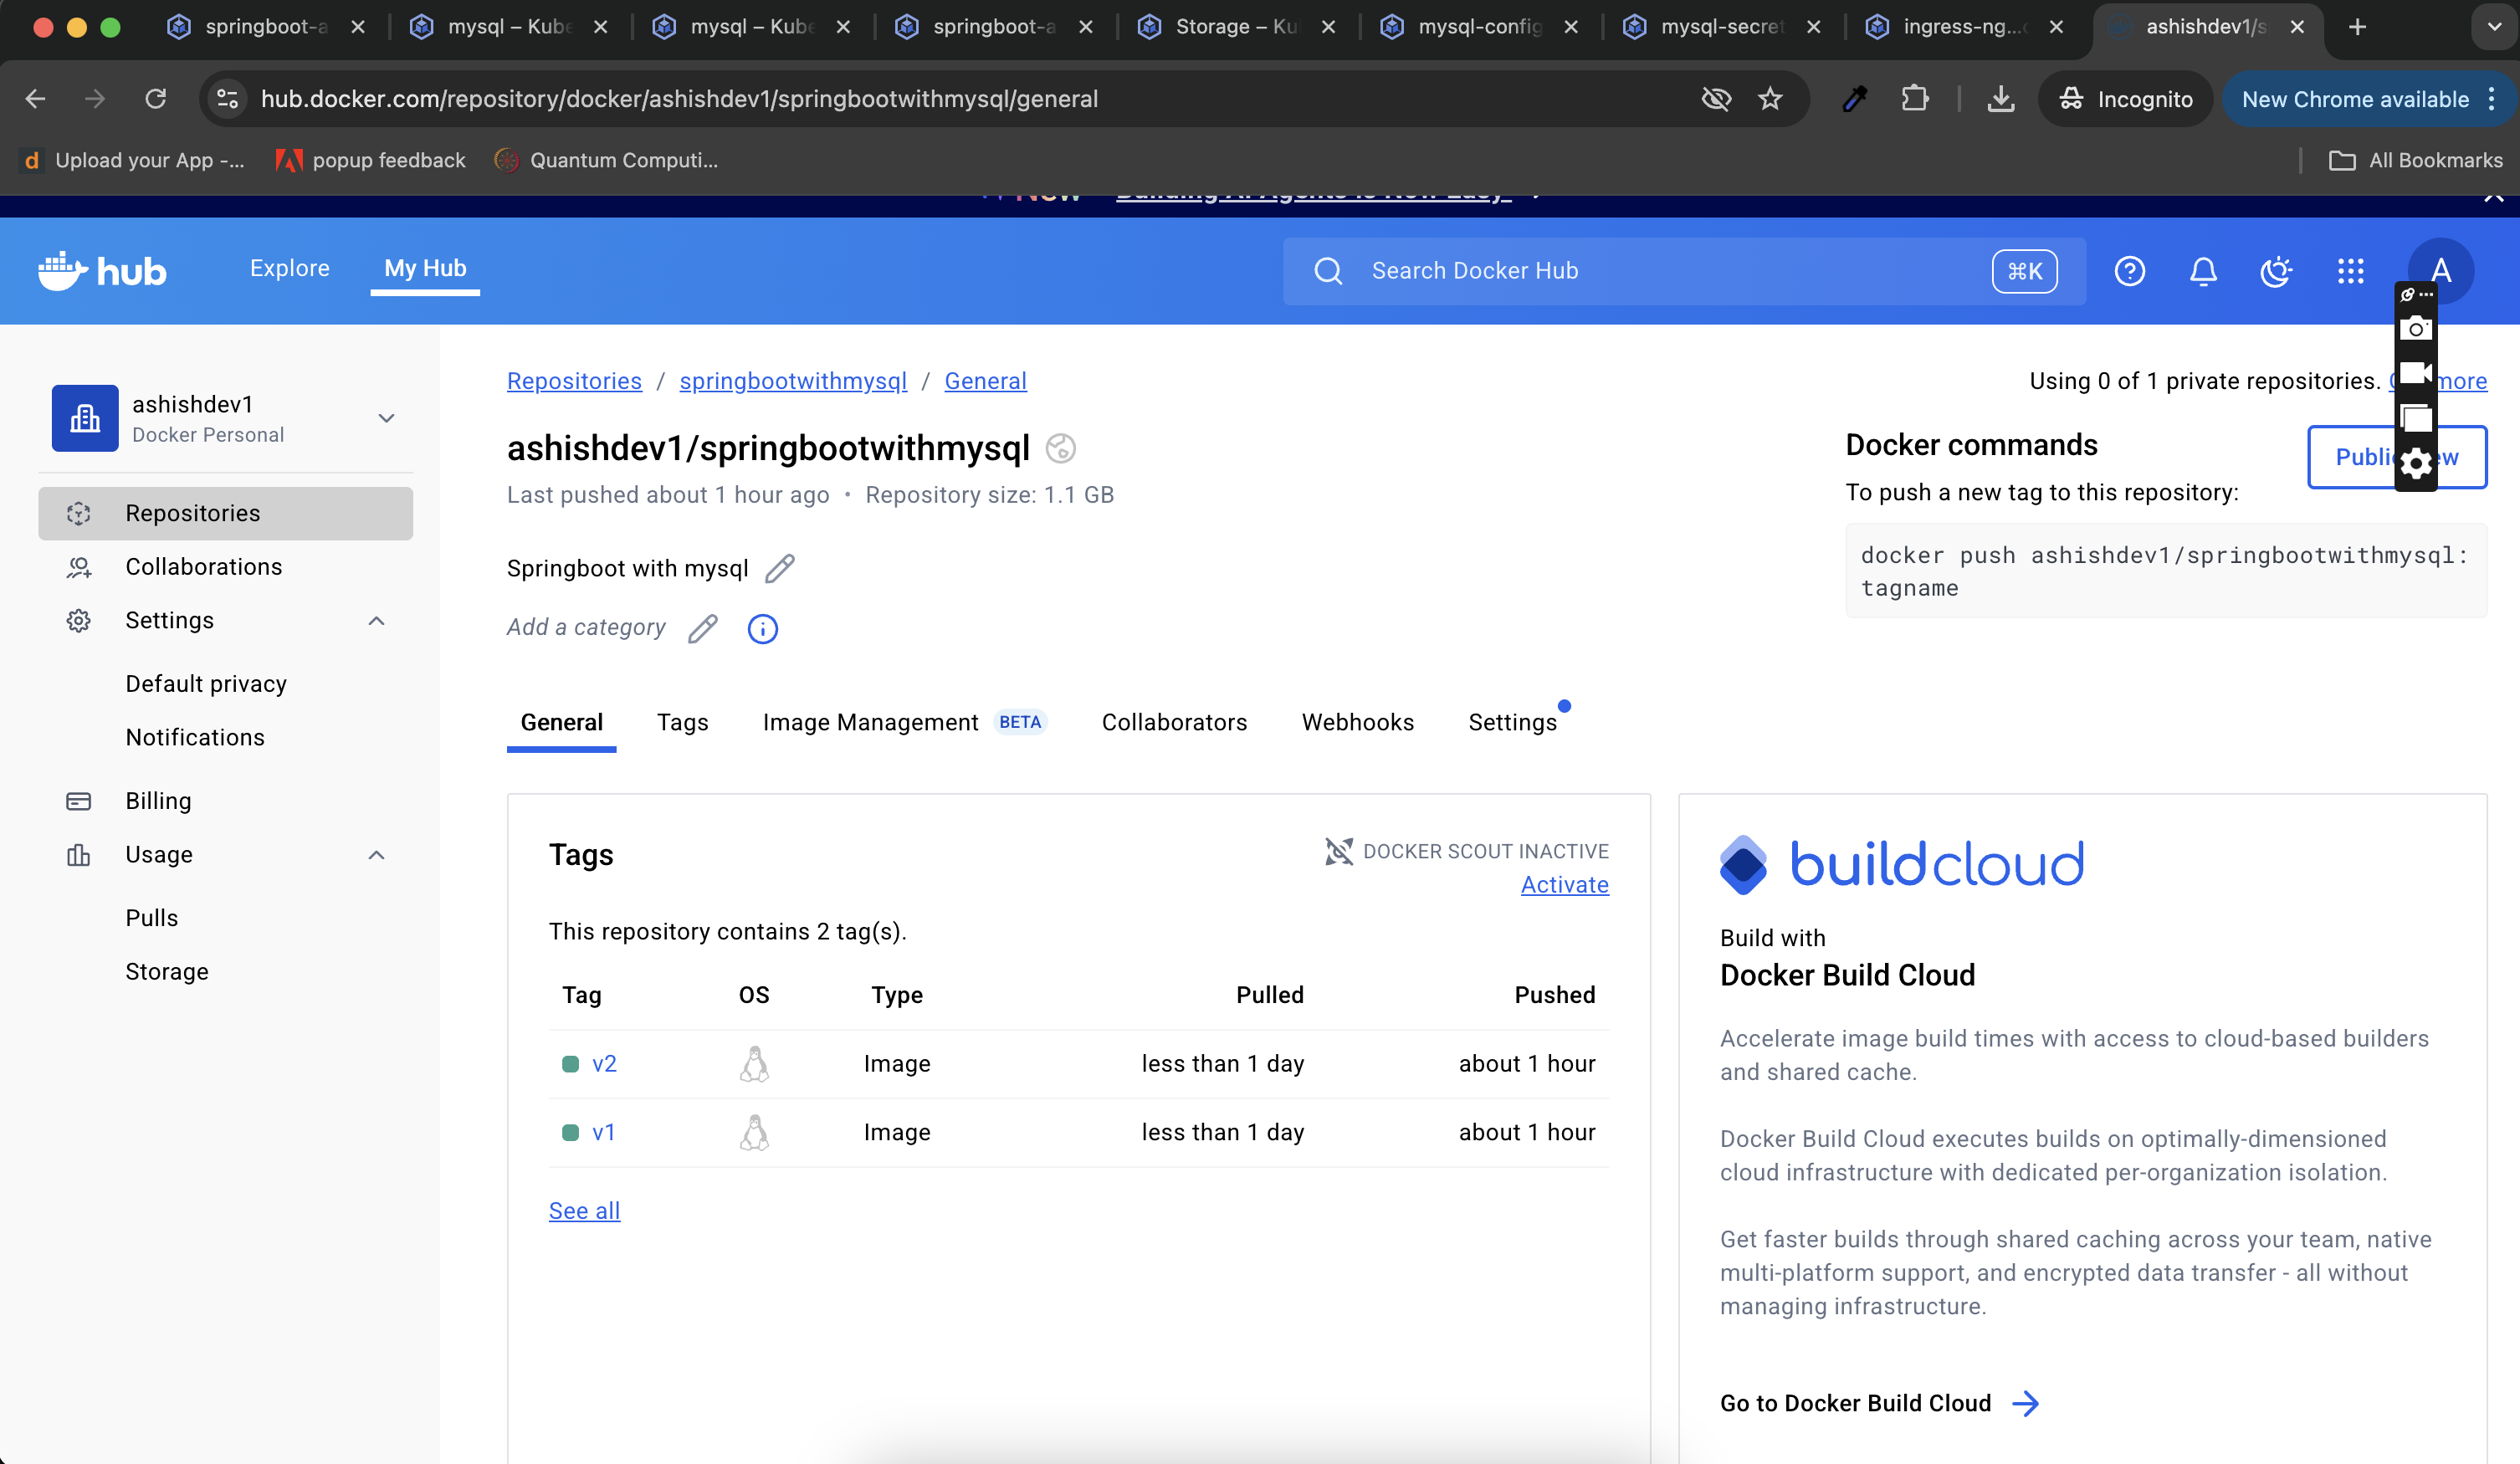 springboot-a
mysql – Kube
mysql – Kube
springboot-a
Storage – Ku
mysql-config
mysql-secret
ingress-ng...c
ashishdev1/s
hub.docker.com/repository/docker/ashishdev1/springbootwithmysql/general
Incognito
New Chrome available
d Upload your App -...
popup feedback
Quantum Computi...
All Bookmarks
New
Building AI Agents is Now Easy
hub
Explore
My Hub
Search Docker Hub
⌘K
A
ashishdev1
Docker Personal
Repositories
Collaborations
Settings
Default privacy
Notifications
Billing
Usage
Pulls
Storage
Repositories / springbootwithmysql / General
Using 0 of 1 private repositories. more
ashishdev1/springbootwithmysql
Last pushed about 1 hour ago • Repository size: 1.1 GB
Springboot with mysql
Add a category
Docker commands
To push a new tag to this repository:
docker push ashishdev1/springbootwithmysql:
tagname
General
Tags
Image Management BETA
Collaborators
Webhooks
Settings
Tags
DOCKER SCOUT INACTIVE
Activate
This repository contains 2 tag(s).
Tag OS Type Pulled Pushed
v2 Image less than 1 day about 1 hour
v1 Image less than 1 day about 1 hour
See all
buildcloud
Build with
Docker Build Cloud
Accelerate image build times with access to cloud-based builders
and shared cache.
Docker Build Cloud executes builds on optimally-dimensioned
cloud infrastructure with dedicated per-organization isolation.
Get faster builds through shared caching across your team, native
multi-platform support, and encrypted data transfer - all without
managing infrastructure.
Go to Docker Build Cloud